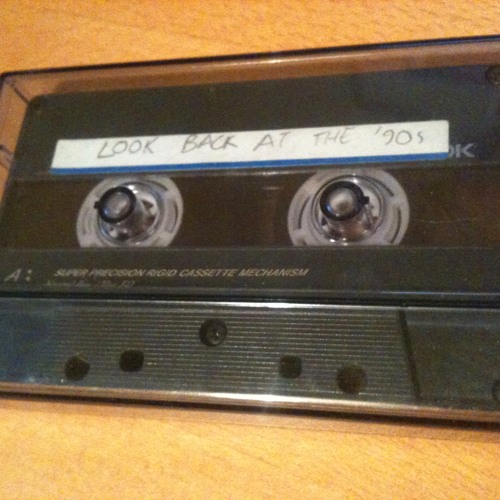 LOOK BACK AT THE '90s
DK
A:
SUPER PRECISION RIGID CASSETTE MECHANISM